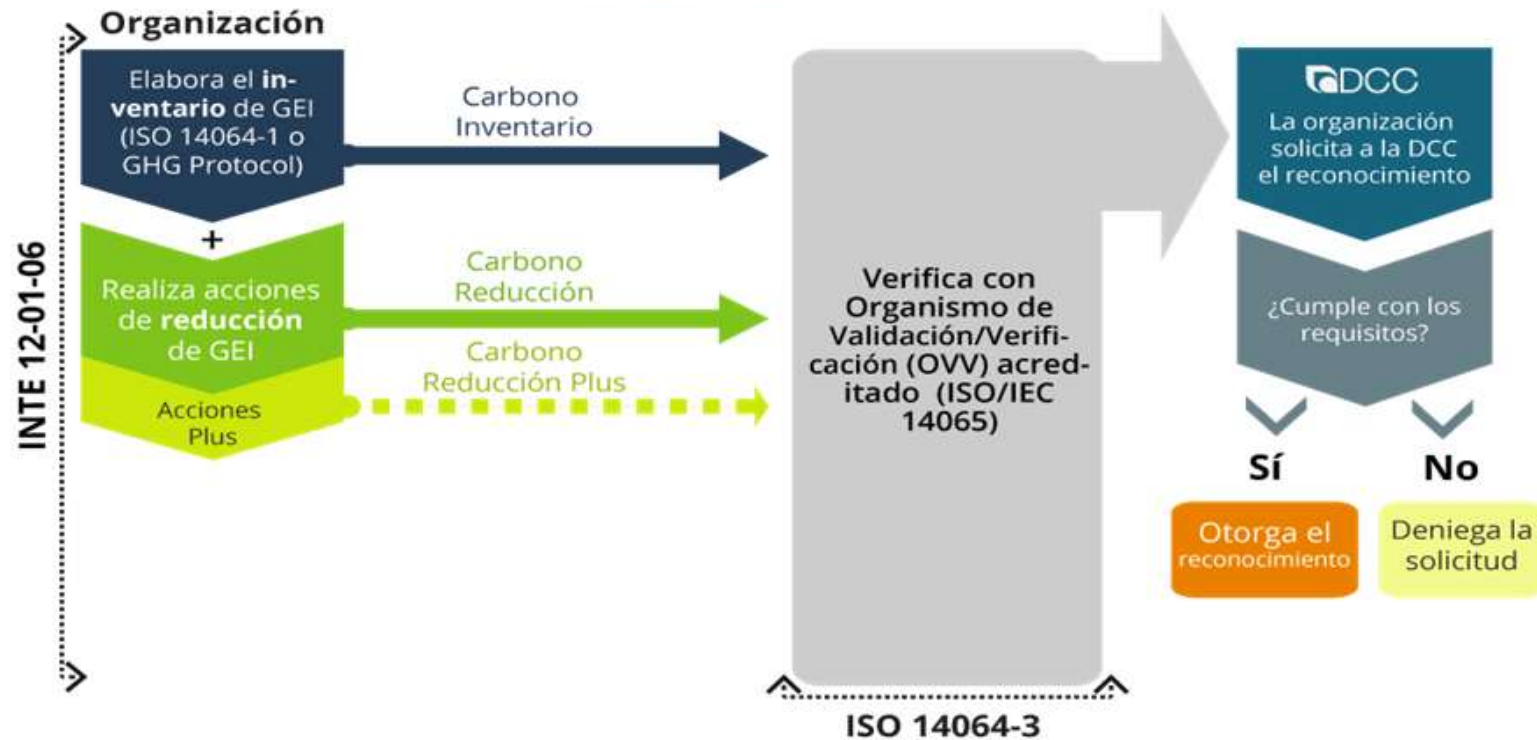 Organización
Elabora el in-
ventario de GEI
(ISO 14064-1 o
GHG Protocol)
+
Realiza acciones
de reducción
de GEI
Acciones
Plus
INTE 12-01-06
Carbono
Inventario
Carbono
Reducción
Carbono
Reducción Plus
Verifica con
Organismo de
Validación/Verifi-
cación (OVV) acred-
itado (ISO/IEC
14065)
ISO 14064-3
DCC
La organización
solicita a la DCC
el reconocimiento
¿Cumple con los
requisitos?
Sí
No
Otorga el
reconocimiento
Deniega la
solicitud